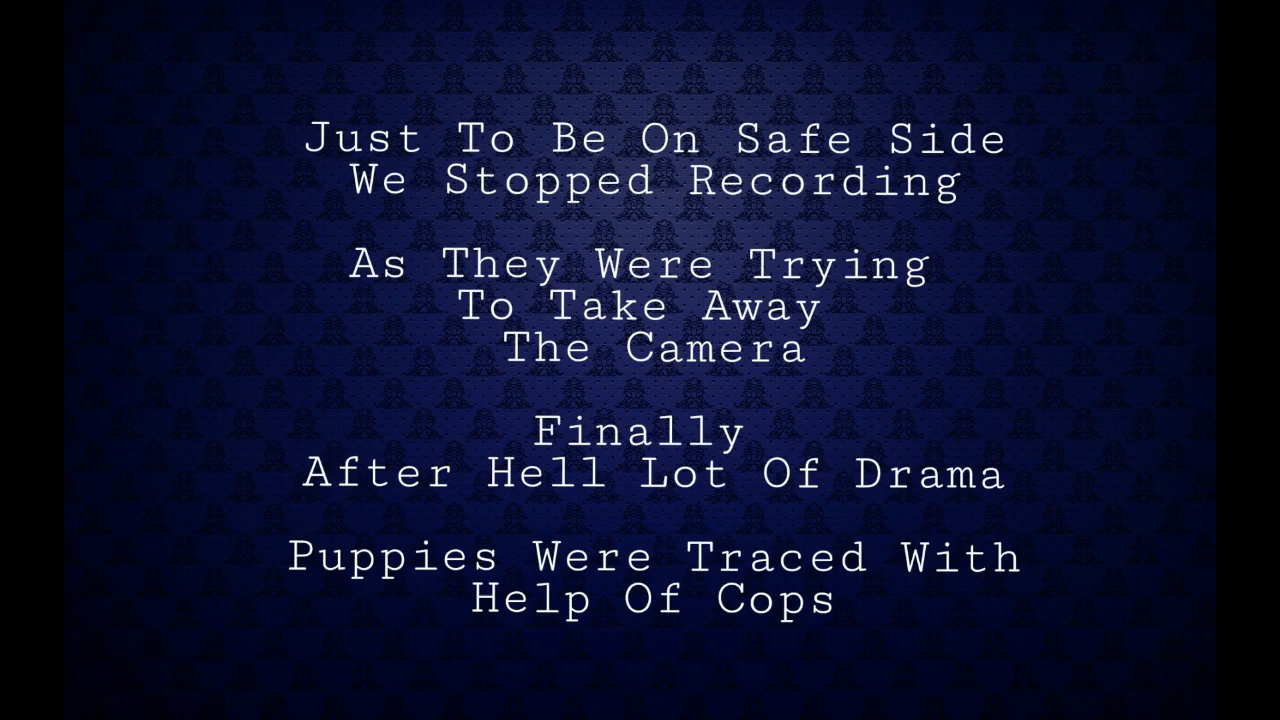 Just To Be On Safe Side
We Stopped Recording
As They Were Trying
To Take Away
The Camera
Finally
After Hell Lot Of Drama
Puppies Were Traced With
Help Of Cops